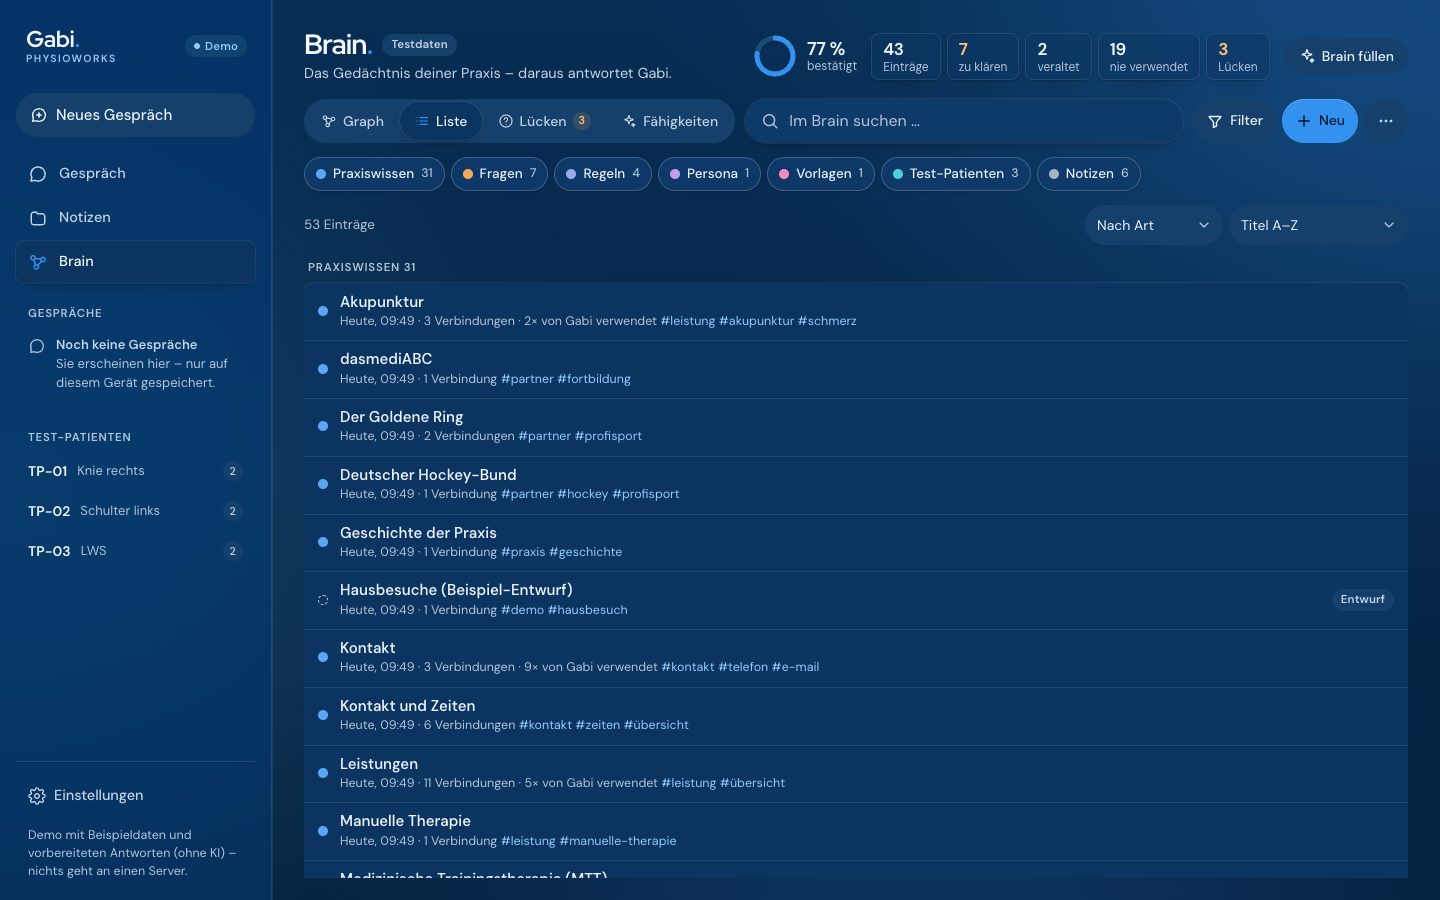 Gabi.
PHYSIOWORKS
Demo
Neues Gespräch
Gespräch
Notizen
Brain
GESPRÄCHE
Noch keine Gespräche
Sie erscheinen hier – nur auf
diesem Gerät gespeichert.
TEST-PATIENTEN
TP-01 Knie rechts 2
TP-02 Schulter links 2
TP-03 LWS 2
Einstellungen
Demo mit Beispieldaten und
vorbereiteten Antworten (ohne KI) –
nichts geht an einen Server.
Brain. Testdaten
Das Gedächtnis deiner Praxis – daraus antwortet Gabi.
77 %
bestätigt
43
Einträge
7
zu klären
2
veraltet
19
nie verwendet
3
Lücken
Brain füllen
Graph
Liste
Lücken 3
Fähigkeiten
Im Brain suchen ...
Filter
Neu
Praxiswissen 31
Fragen 7
Regeln 4
Persona 1
Vorlagen 1
Test-Patienten 3
Notizen 6
53 Einträge
Nach Art
Titel A–Z
PRAXISWISSEN 31
Akupunktur
Heute, 09:49 · 3 Verbindungen · 2× von Gabi verwendet #leistung #akupunktur #schmerz
dasmediABC
Heute, 09:49 · 1 Verbindung #partner #fortbildung
Der Goldene Ring
Heute, 09:49 · 2 Verbindungen #partner #profisport
Deutscher Hockey-Bund
Heute, 09:49 · 1 Verbindung #partner #hockey #profisport
Geschichte der Praxis
Heute, 09:49 · 1 Verbindung #praxis #geschichte
Hausbesuche (Beispiel-Entwurf)
Heute, 09:49 · 1 Verbindung #demo #hausbesuch
Entwurf
Kontakt
Heute, 09:49 · 3 Verbindungen · 9× von Gabi verwendet #kontakt #telefon #e-mail
Kontakt und Zeiten
Heute, 09:49 · 6 Verbindungen #kontakt #zeiten #übersicht
Leistungen
Heute, 09:49 · 11 Verbindungen · 5× von Gabi verwendet #leistung #übersicht
Manuelle Therapie
Heute, 09:49 · 1 Verbindung #leistung #manuelle-therapie
Medizinische Trainingstherapie (MTT)